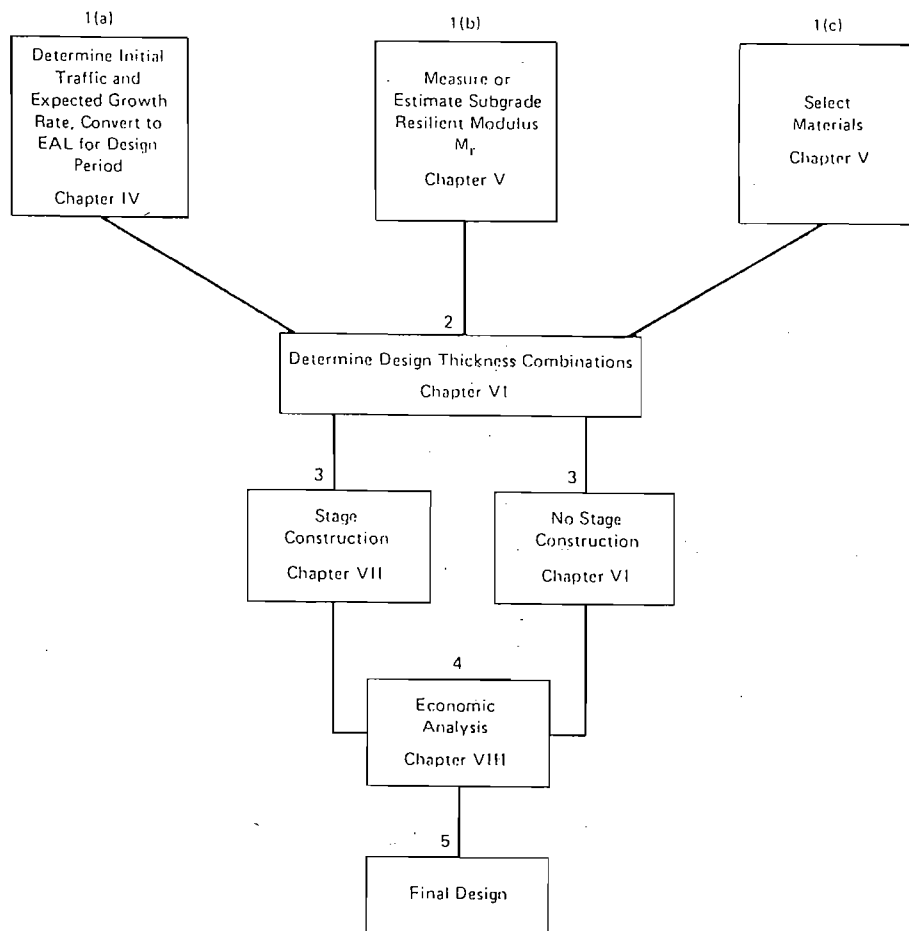 1(a)
Determine Initial
Traffic and
Expected Growth
Rate, Convert to
EAL for Design
Period
Chapter IV
1(b)
Measure or
Estimate Subgrade
Resilient Modulus
Mr
Chapter V
1(c)
Select
Materials
Chapter V
2
Determine Design Thickness Combinations
Chapter VI
3
Stage
Construction
Chapter VII
3
No Stage
Construction
Chapter VI
4
Economic
Analysis
Chapter VIII
5
Final Design